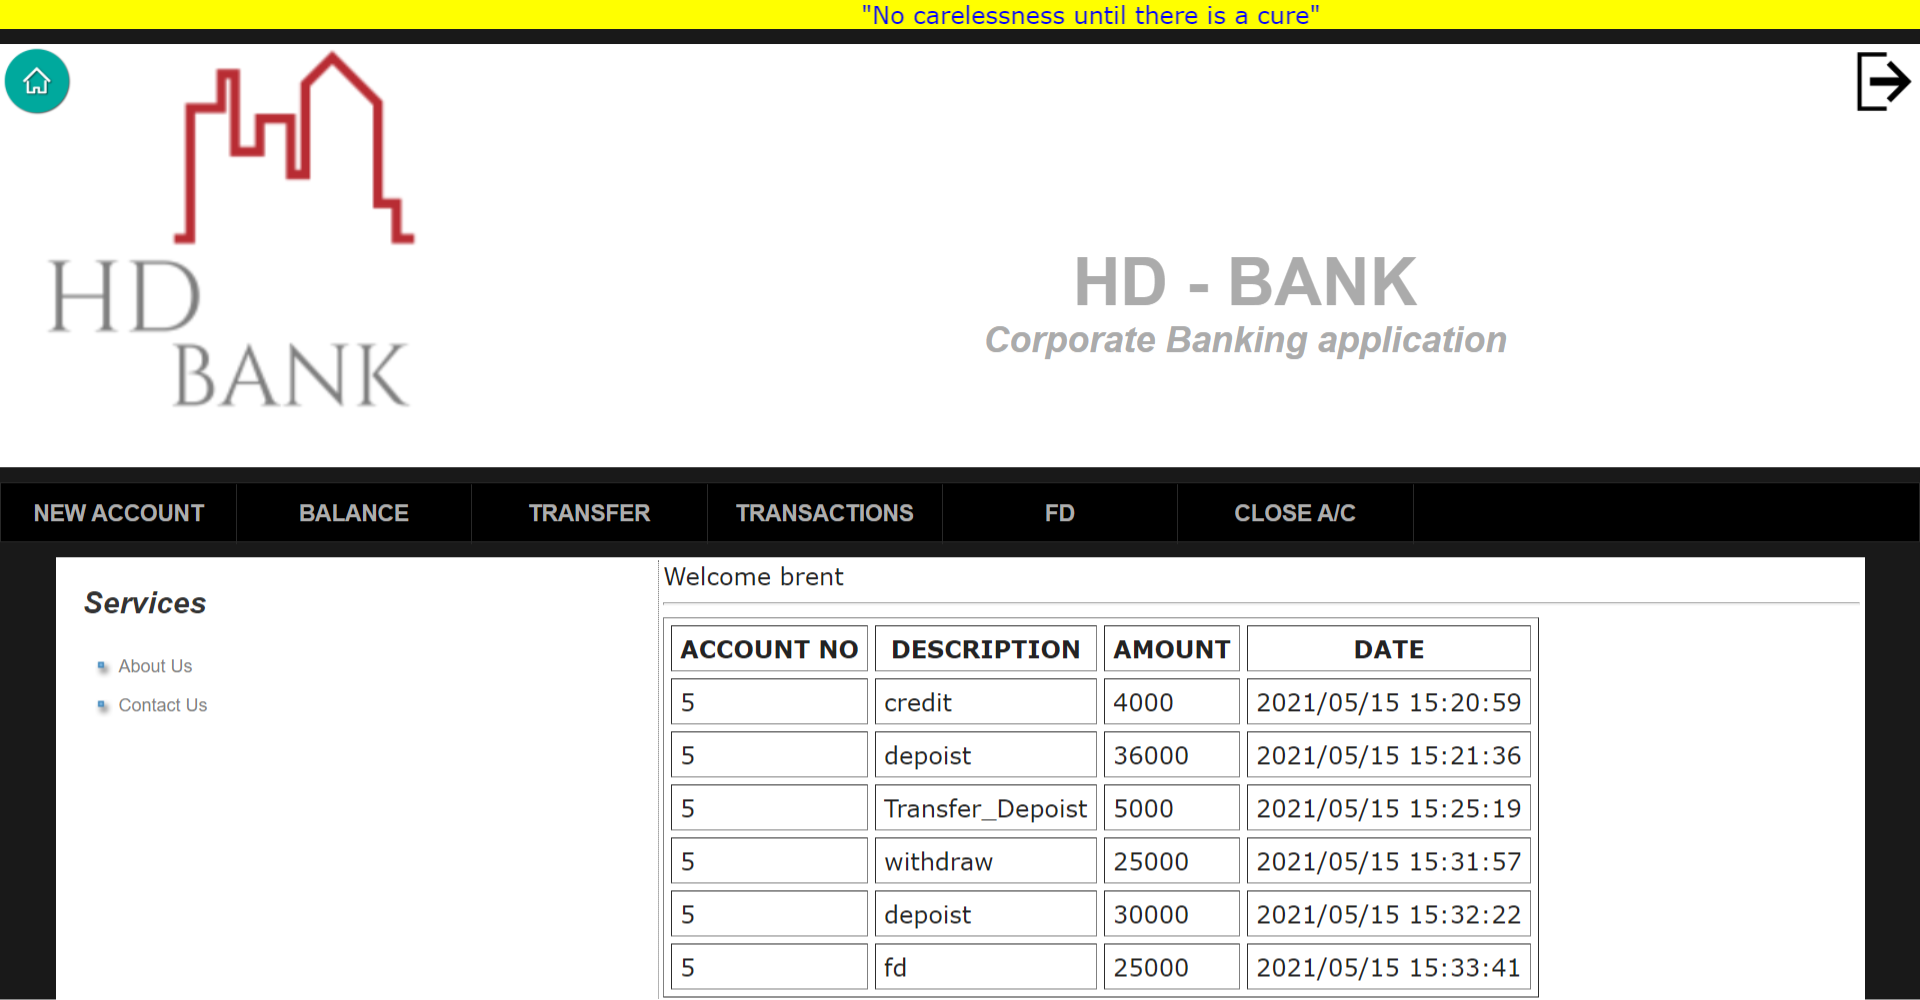 "No carelessness until there is a cure"
HD
BANK
HD - BANK
Corporate Banking application
NEW ACCOUNT BALANCE TRANSFER TRANSACTIONS FD CLOSE A/C
Services
About Us
Contact Us
Welcome brent
ACCOUNT NO DESCRIPTION AMOUNT DATE
5 credit 4000 2021/05/15 15:20:59
5 depoist 36000 2021/05/15 15:21:36
5 Transfer_Depoist 5000 2021/05/15 15:25:19
5 withdraw 25000 2021/05/15 15:31:57
5 depoist 30000 2021/05/15 15:32:22
5 fd 25000 2021/05/15 15:33:41